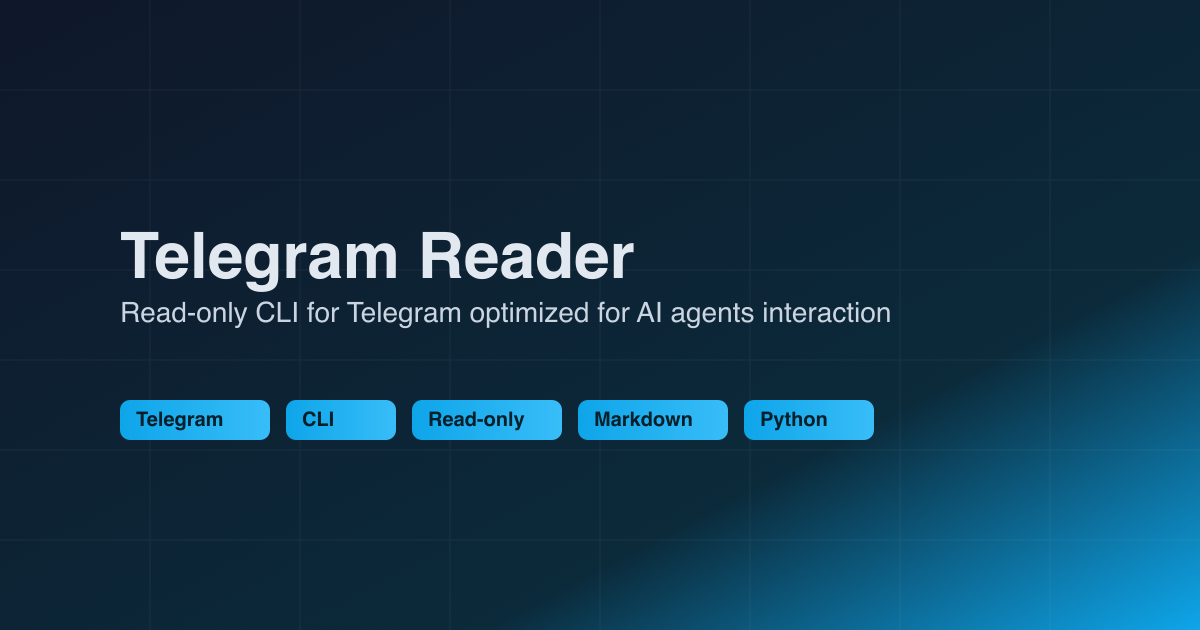 Telegram Reader
Read-only CLI for Telegram optimized for AI agents interaction
Telegram CLI Read-only Markdown Python